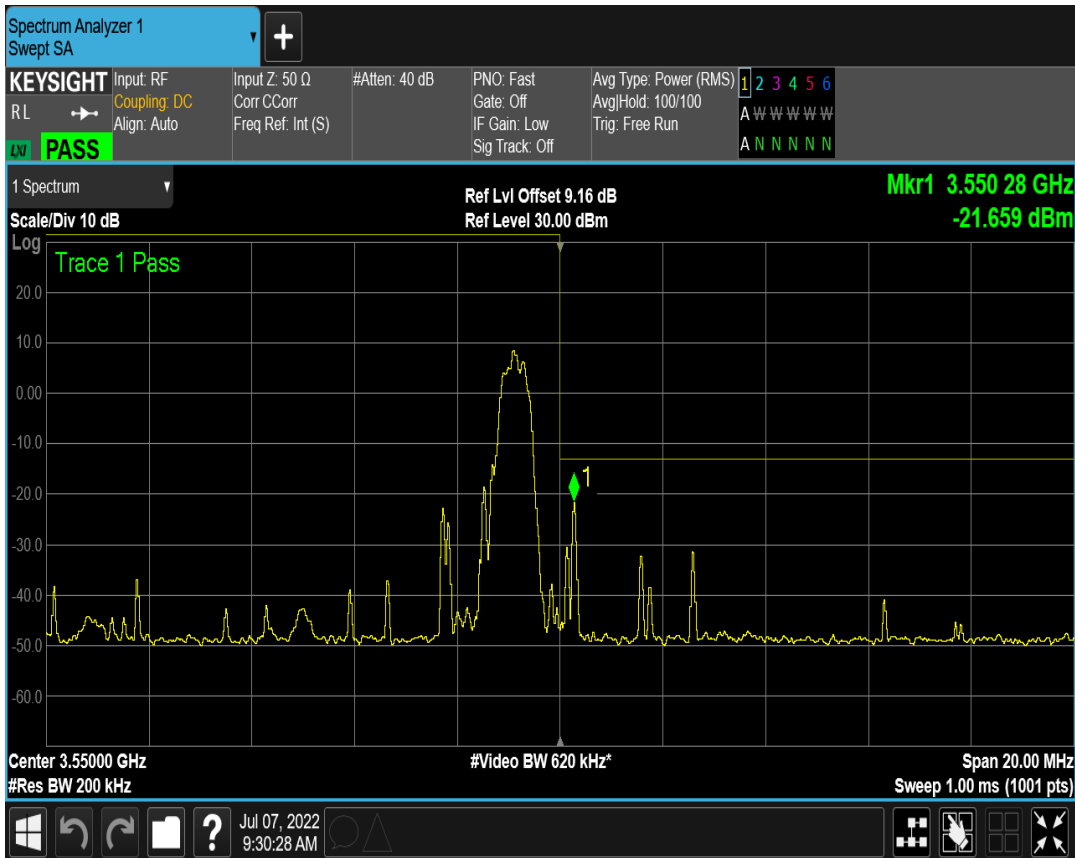 Spectrum Analyzer 1
Swept SA
+
KEYSIGHT
R L
LXI PASS
Input: RF
Coupling: DC
Align: Auto
Input Z: 50 Ω
Corr CCorr
Freq Ref: Int (S)
#Atten: 40 dB
PNO: Fast
Gate: Off
IF Gain: Low
Sig Track: Off
Avg Type: Power (RMS)
Avg|Hold: 100/100
Trig: Free Run
1 2 3 4 5 6
A W W W W W
A N N N N N
1 Spectrum
Scale/Div 10 dB
Ref Lvl Offset 9.16 dB
Ref Level 30.00 dBm
Mkr1 3.550 28 GHz
-21.659 dBm
Log
Trace 1 Pass
20.0
10.0
0.00
-10.0
1
-20.0
-30.0
-40.0
-50.0
-60.0
Center 3.55000 GHz
#Res BW 200 kHz
#Video BW 620 kHz*
Span 20.00 MHz
Sweep 1.00 ms (1001 pts)
?
Jul 07, 2022
9:30:28 AM